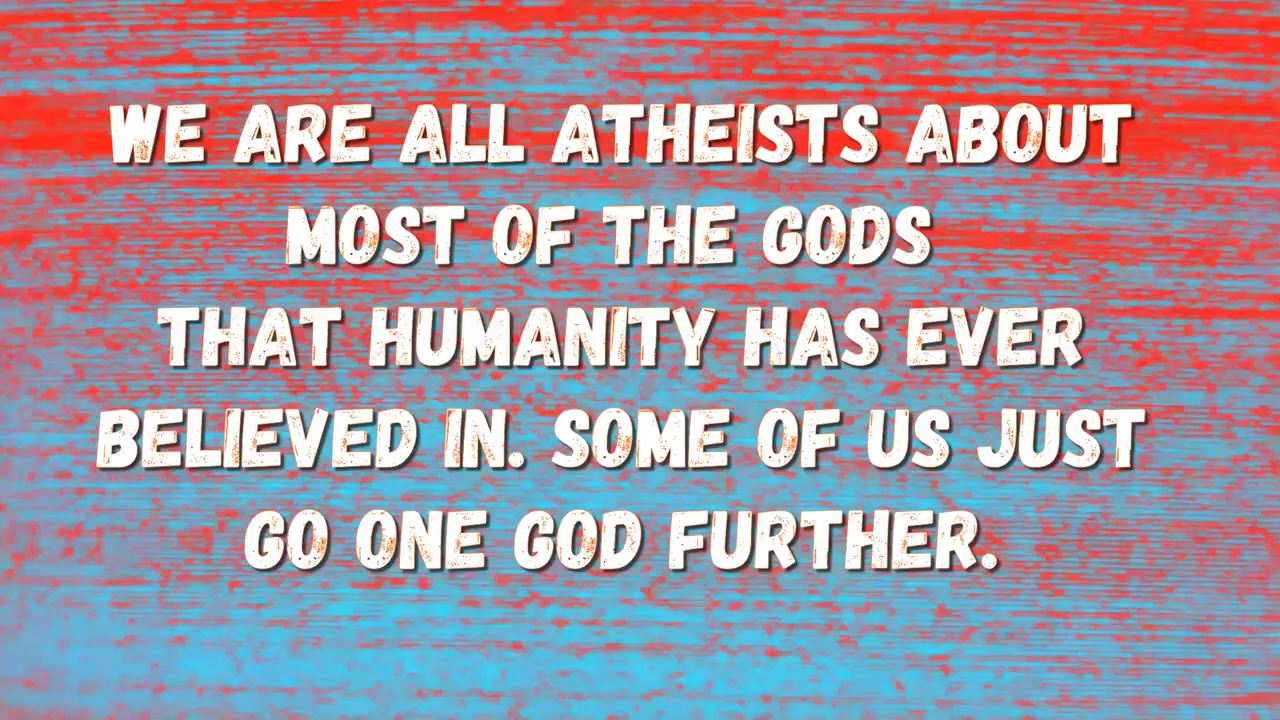 WE ARE ALL ATHEISTS ABOUT
MOST OF THE GODS
THAT HUMANITY HAS EVER
BELIEVED IN. SOME OF US JUST
GO ONE GOD FURTHER.